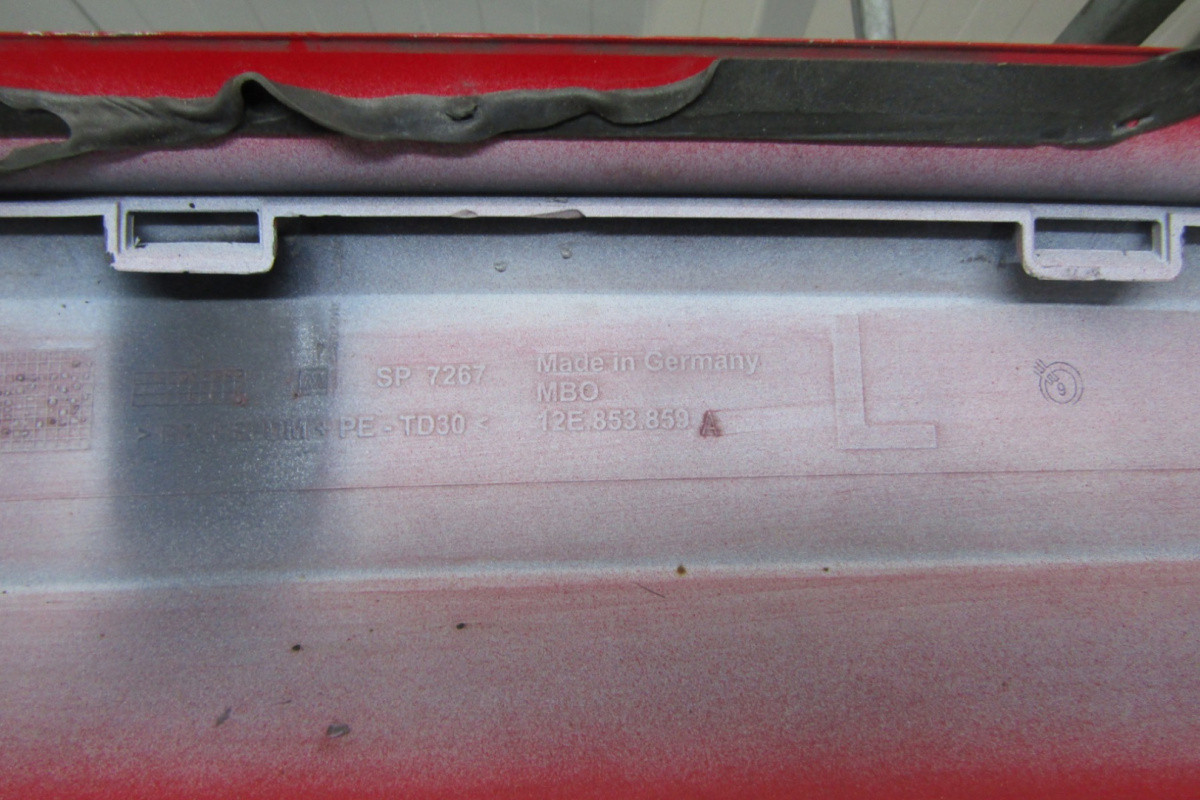 SP 7267
PE - TD30 <
Made in Germany
MBO
12E.853.859 A
L